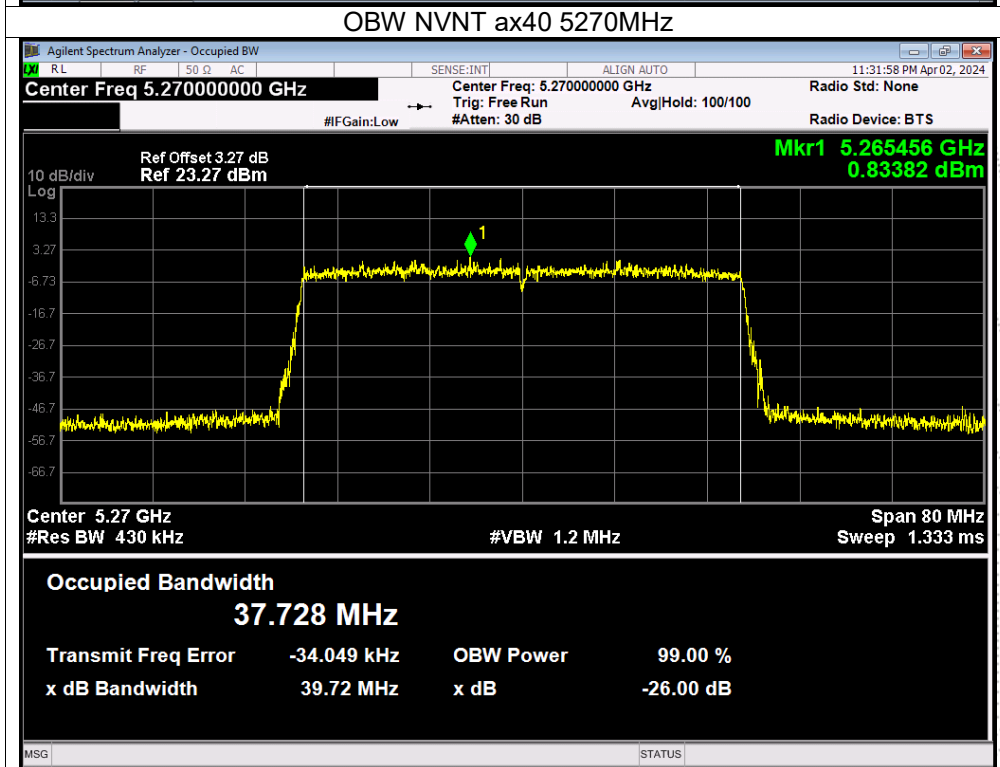 OBW NVNT ax40 5270MHz
Agilent Spectrum Analyzer - Occupied BW
LXI RL RF 50 Ω AC SENSE:INT ALIGN AUTO 11:31:58 PM Apr 02, 2024
Center Freq 5.270000000 GHz Center Freq: 5.270000000 GHz Radio Std: None
Trig: Free Run Avg|Hold: 100/100
#IFGain:Low #Atten: 30 dB Radio Device: BTS
Ref Offset 3.27 dB Mkr1 5.265456 GHz
10 dB/div Ref 23.27 dBm 0.83382 dBm
Log
13.3
1
3.27
-6.73
-16.7
-26.7
-36.7
-46.7
-56.7
-66.7
Center 5.27 GHz Span 80 MHz
#Res BW 430 kHz #VBW 1.2 MHz Sweep 1.333 ms
Occupied Bandwidth
37.728 MHz
Transmit Freq Error -34.049 kHz OBW Power 99.00 %
x dB Bandwidth 39.72 MHz x dB -26.00 dB
MSG STATUS